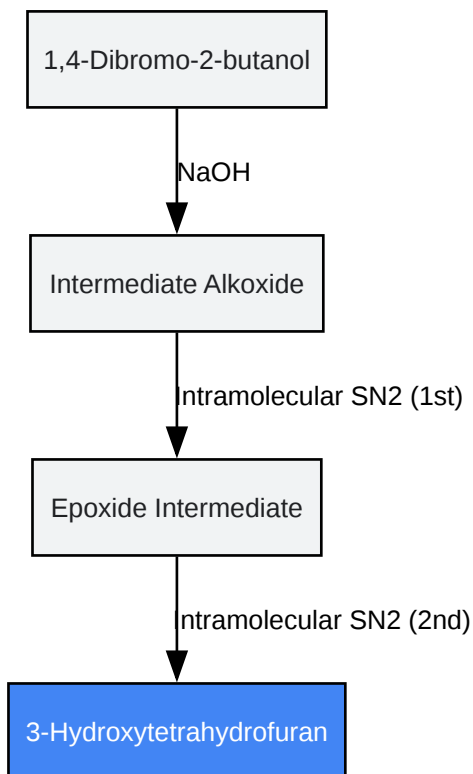 1,4-Dibromo-2-butanol
NaOH
Intermediate Alkoxide
Intramolecular SN2 (1st)
Epoxide Intermediate
Intramolecular SN2 (2nd)
3-Hydroxytetrahydrofuran